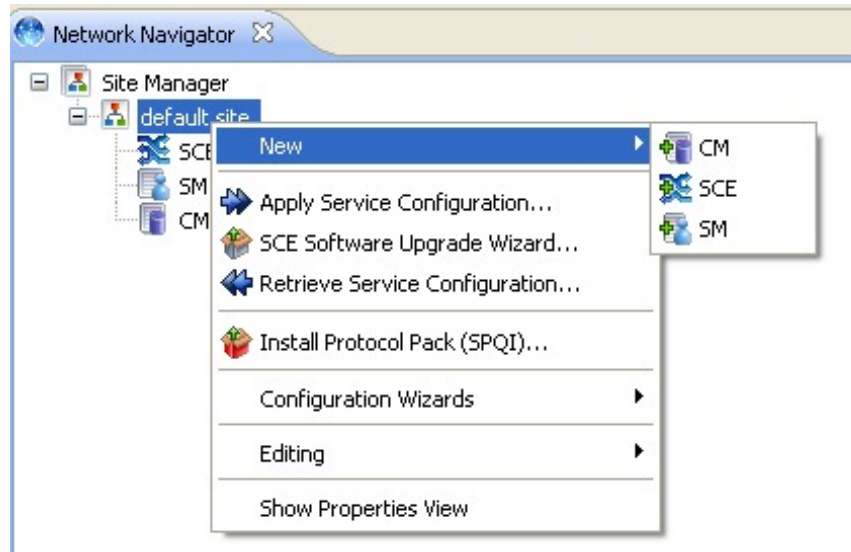 Network Navigator
Site Manager
default site
SCE
SM
CM
New
Apply Service Configuration...
SCE Software Upgrade Wizard...
Retrieve Service Configuration...
Install Protocol Pack (SPQI)...
Configuration Wizards
Editing
Show Properties View
CM
SCE
SM